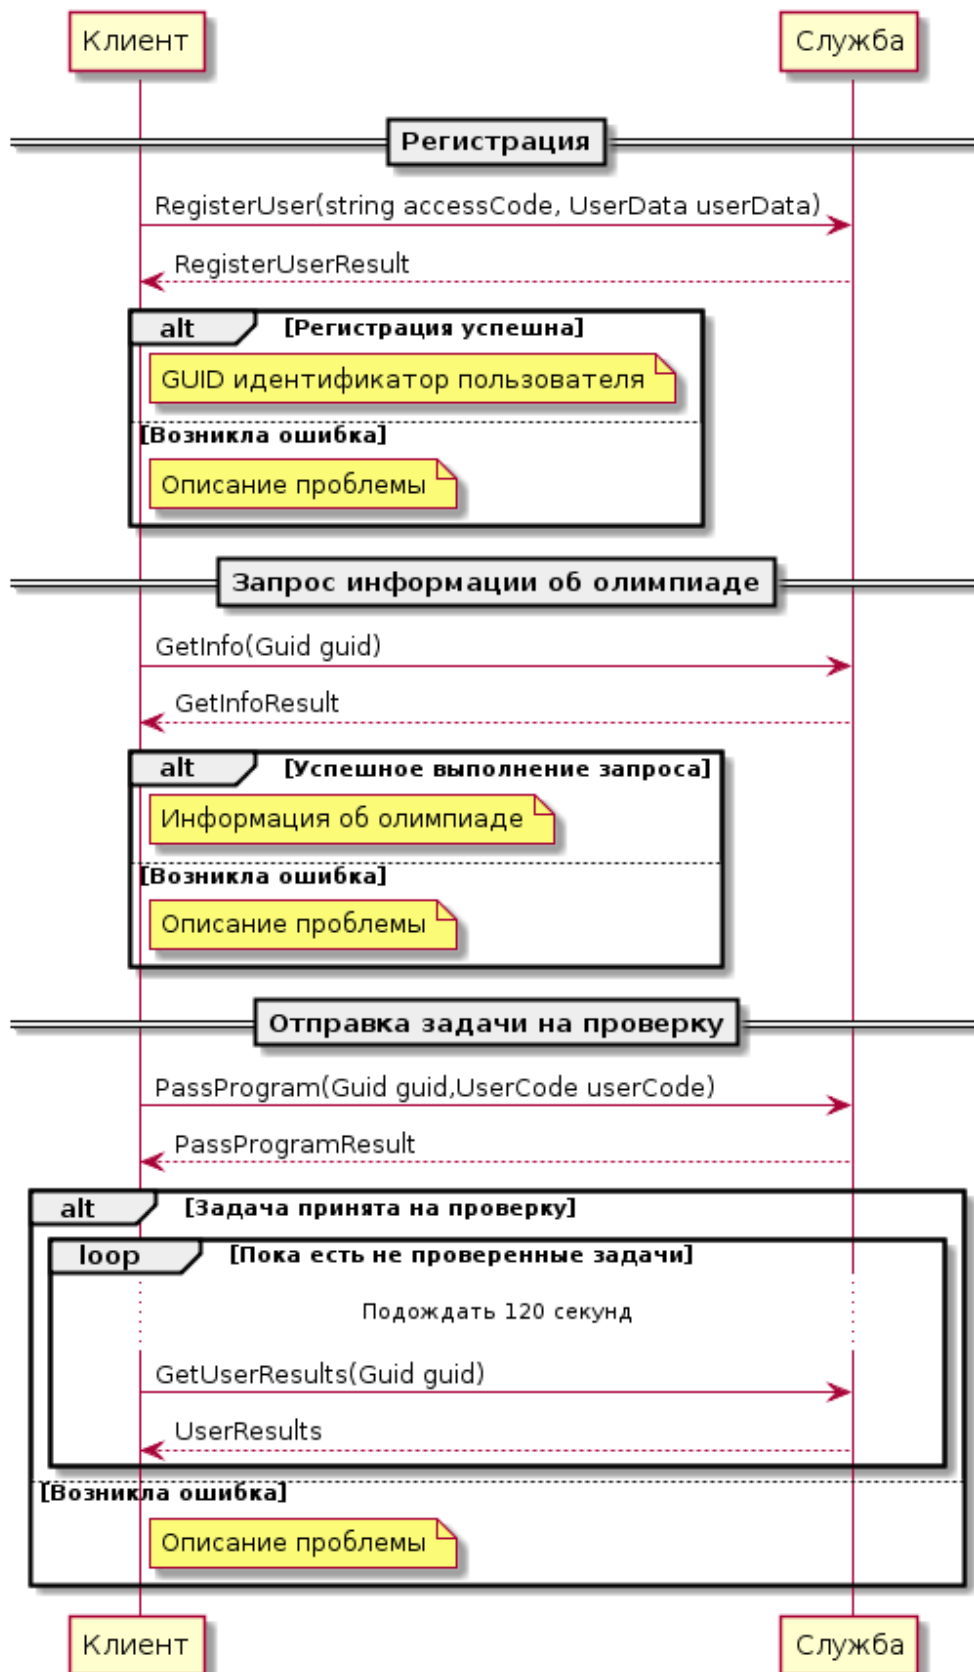 Клиент
Служба
Регистрация
RegisterUser(string accessCode, UserData userData)
RegisterUserResult
alt
[Регистрация успешна]
GUID идентификатор пользователя
[Возникла ошибка]
Описание проблемы
Запрос информации об олимпиаде
GetInfo(Guid guid)
GetInfoResult
alt
[Успешное выполнение запроса]
Информация об олимпиаде
[Возникла ошибка]
Описание проблемы
Отправка задачи на проверку
PassProgram(Guid guid,UserCode userCode)
PassProgramResult
alt
[Задача принята на проверку]
loop
[Пока есть не проверенные задачи]
Подождать 120 секунд
GetUserResults(Guid guid)
UserResults
[Возникла ошибка]
Описание проблемы
Клиент
Служба